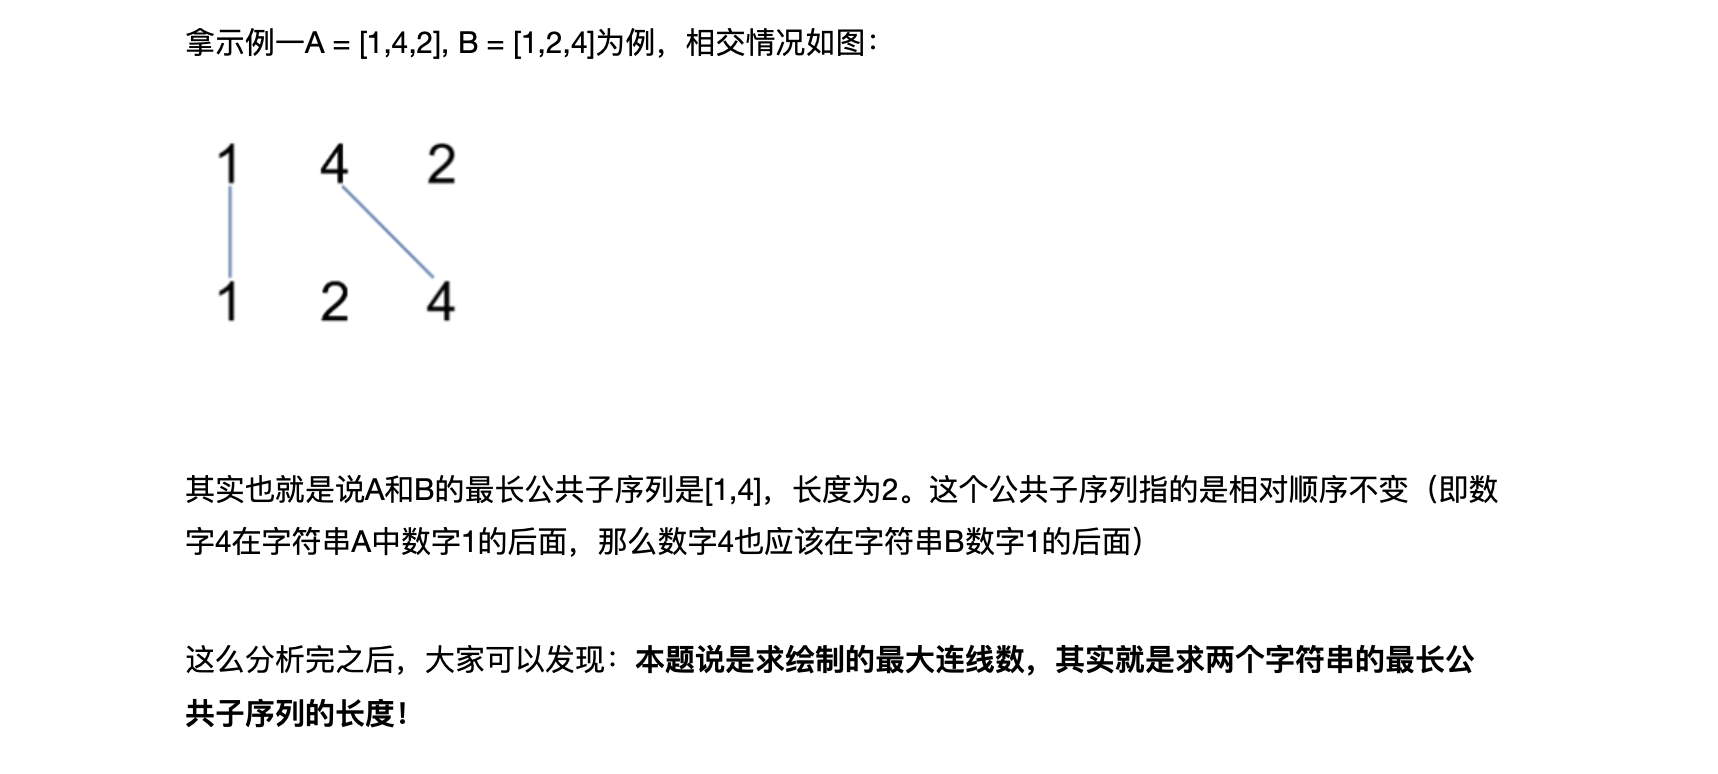 拿示例一A = [1,4,2], B = [1,2,4]为例，相交情况如图：
1 4 2
1 2 4
其实也就是说A和B的最长公共子序列是[1,4]，长度为2。这个公共子序列指的是相对顺序不变（即数
字4在字符串A中数字1的后面，那么数字4也应该在字符串B数字1的后面）
这么分析完之后，大家可以发现：本题说是求绘制的最大连线数，其实就是求两个字符串的最长公
共子序列的长度！